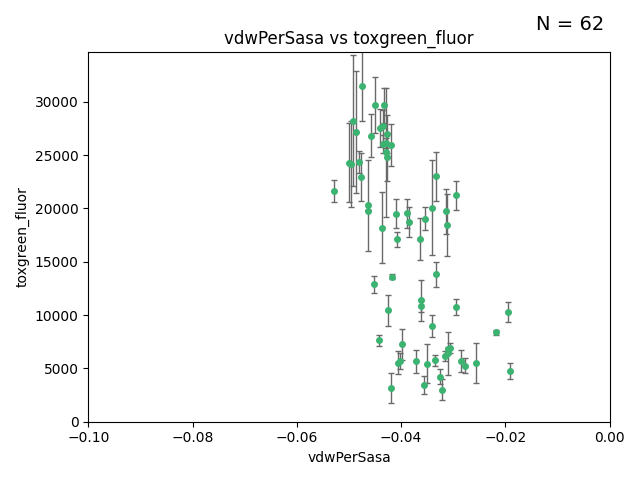 N = 62
vdwPerSasa vs toxgreen_fluor
toxgreen_fluor
30000
25000
20000
15000
10000
5000
0
−0.10 −0.08 −0.06 −0.04 −0.02 0.00
vdwPerSasa